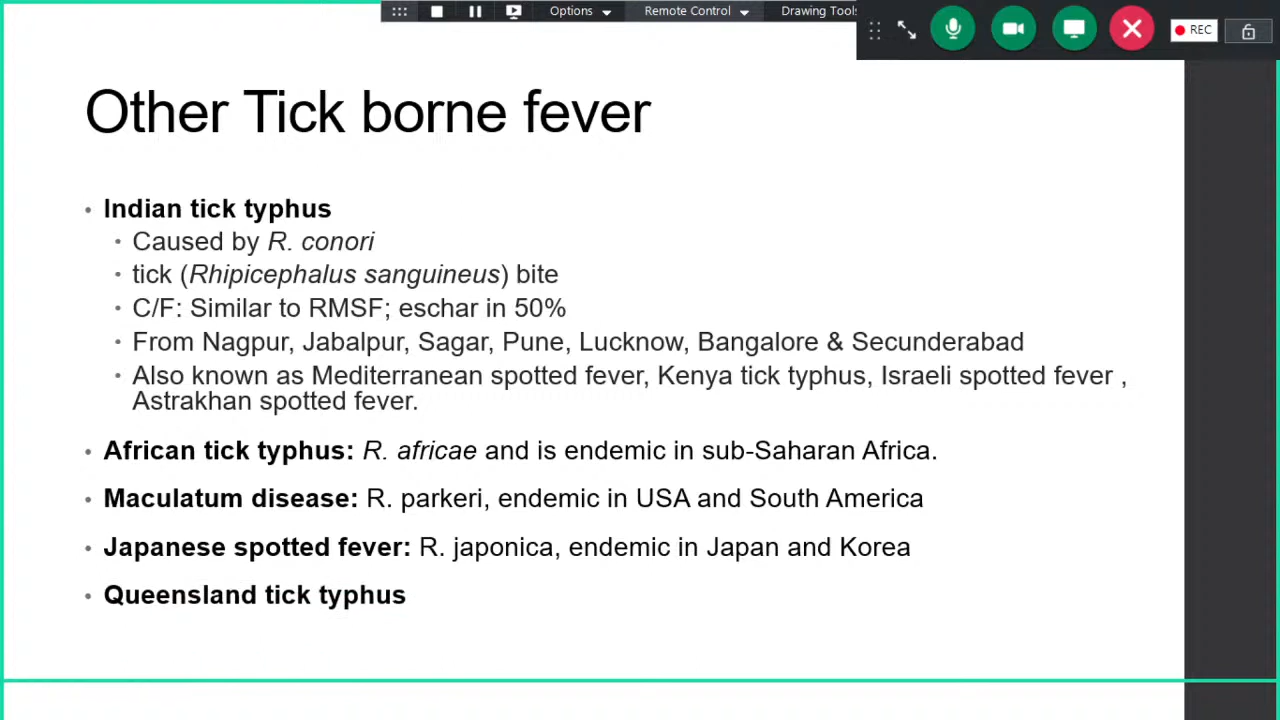 Options
Remote Control
Drawing Tools
REC
Other Tick borne fever
• Indian tick typhus
• Caused by R. conori
• tick (Rhipicephalus sanguineus) bite
• C/F: Similar to RMSF; eschar in 50%
• From Nagpur, Jabalpur, Sagar, Pune, Lucknow, Bangalore & Secunderabad
• Also known as Mediterranean spotted fever, Kenya tick typhus, Israeli spotted fever ,
Astrakhan spotted fever.
• African tick typhus: R. africae and is endemic in sub-Saharan Africa.
• Maculatum disease: R. parkeri, endemic in USA and South America
• Japanese spotted fever: R. japonica, endemic in Japan and Korea
• Queensland tick typhus